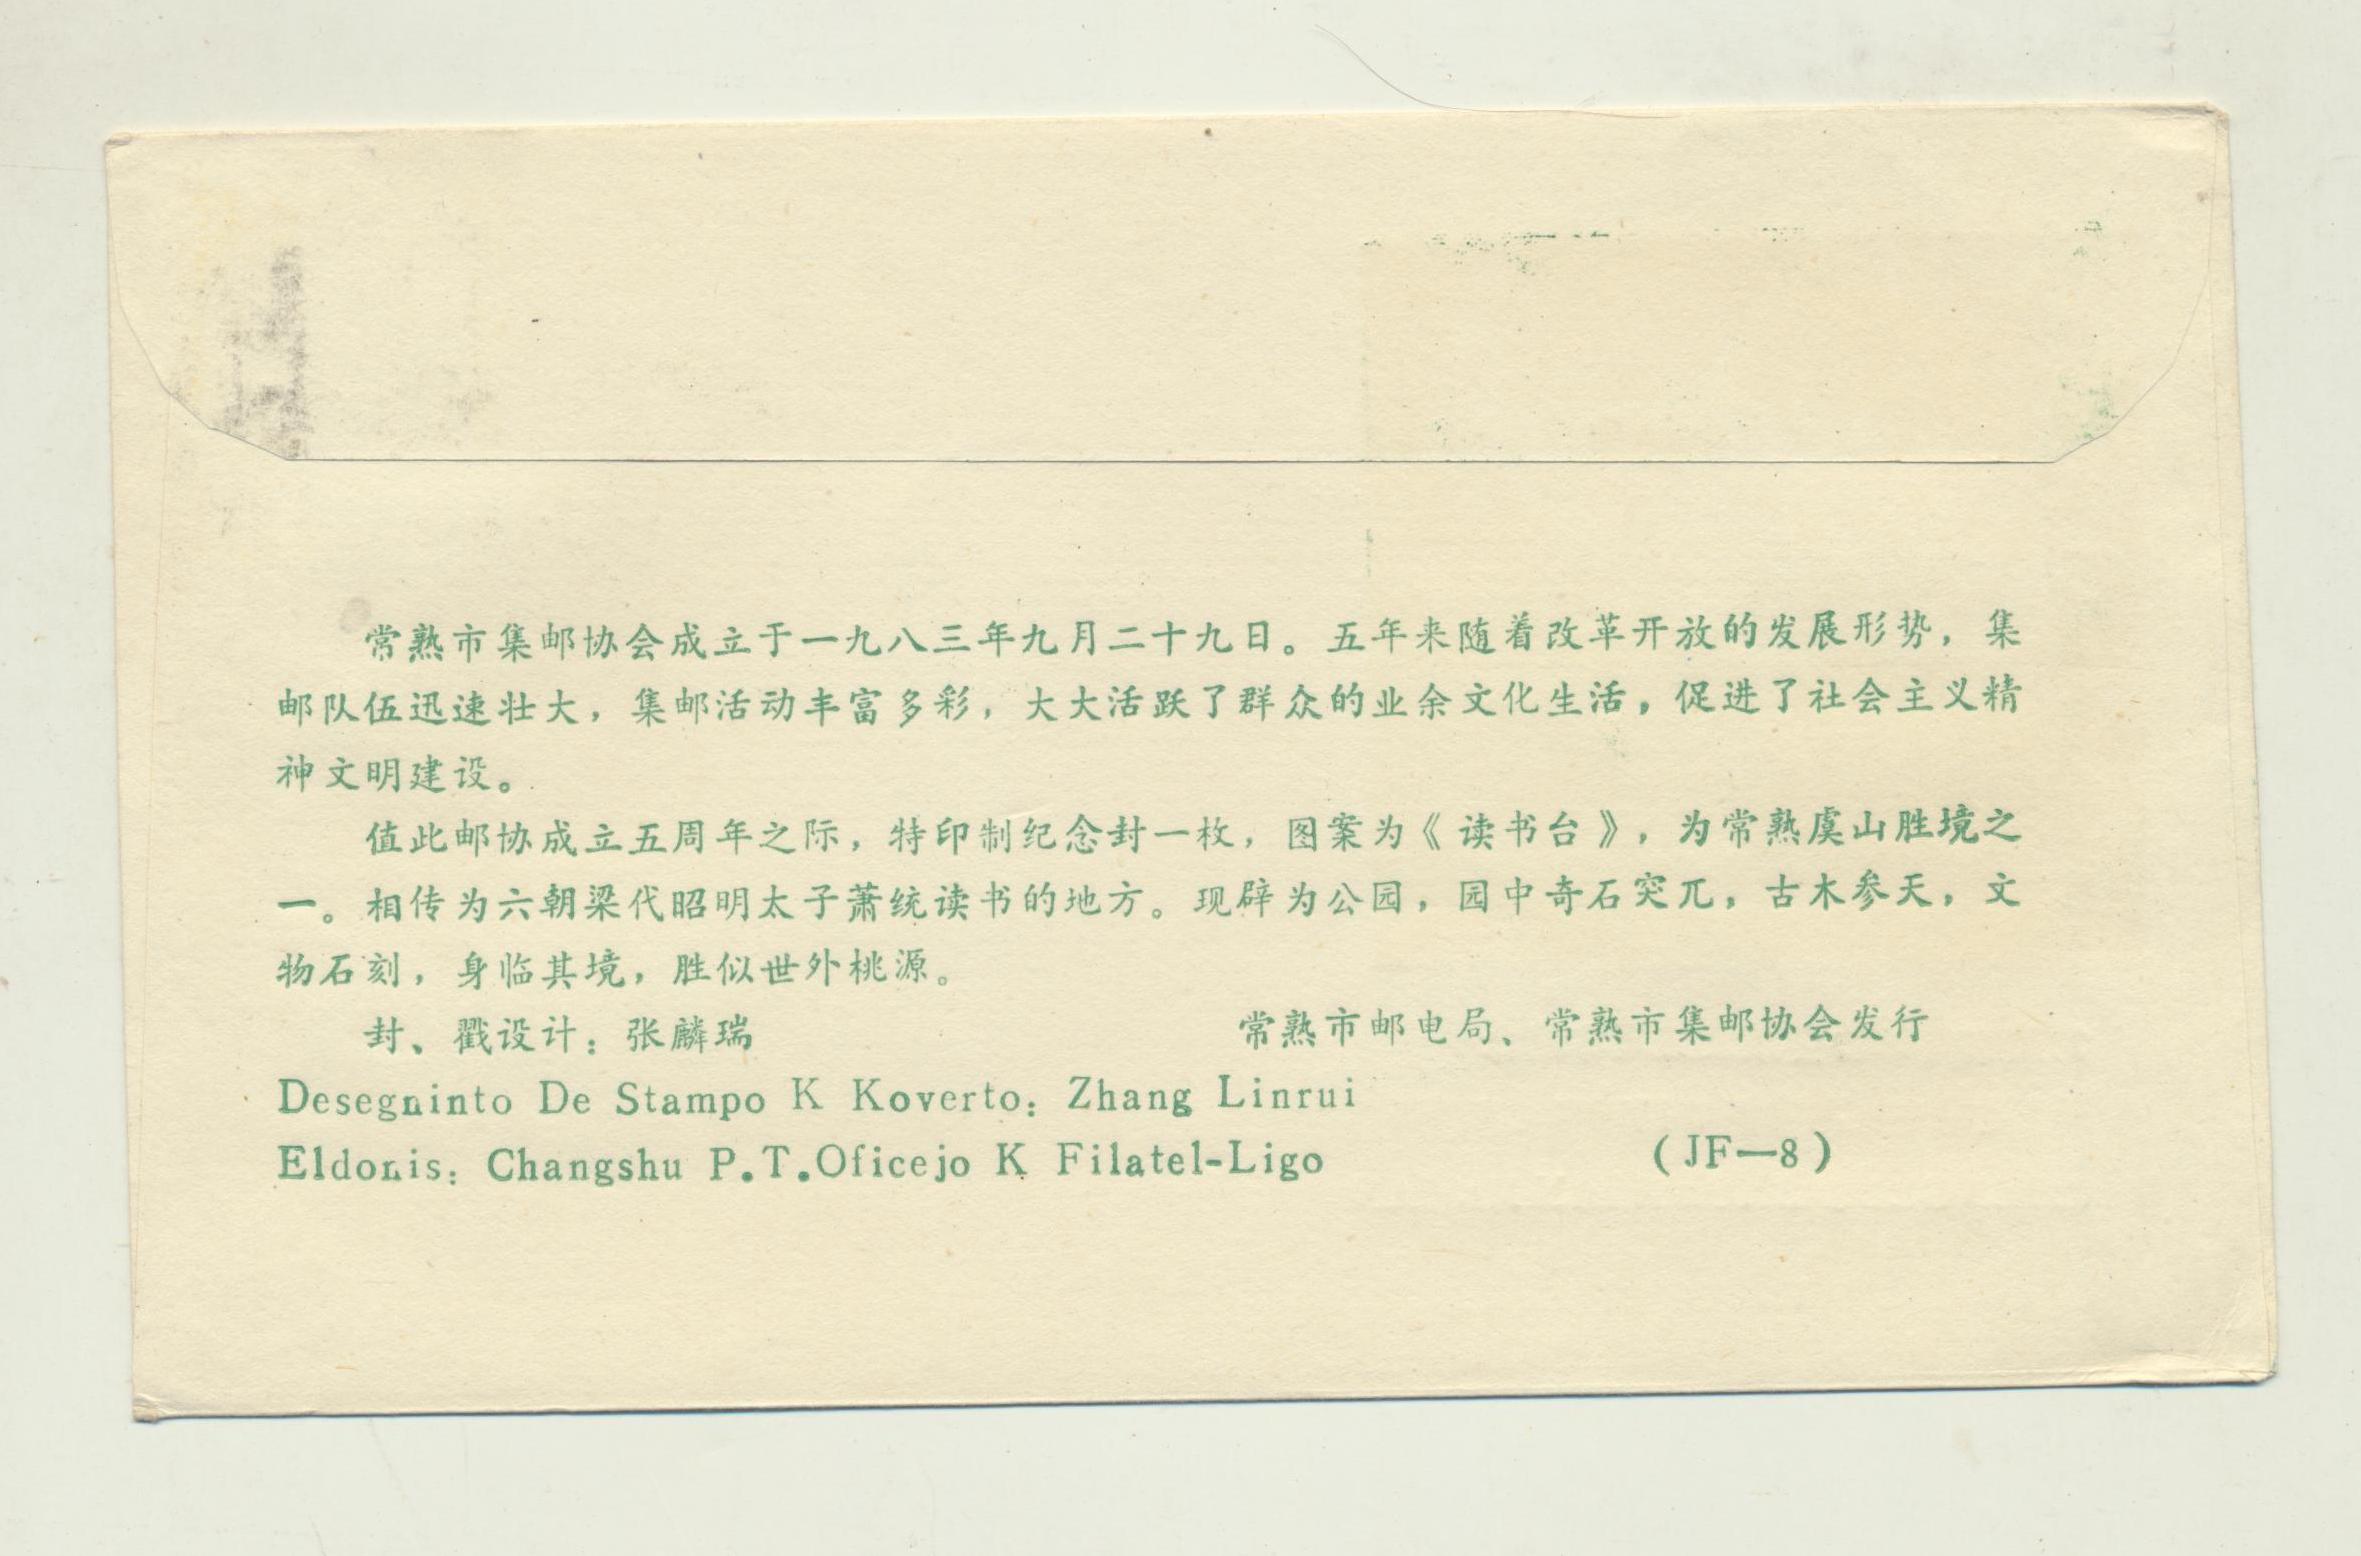 常熟市集邮协会成立于一九八三年九月二十九日。五年来随着改革开放的发展形势，集
邮队伍迅速壮大，集邮活动丰富多彩，大大活跃了群众的业余文化生活，促进了社会主义精
神文明建设。
值此邮协成立五周年之际，特印制纪念封一枚，图案为《读书台》，为常熟虞山胜境之
一。相传为六朝梁代昭明太子萧统读书的地方。现辟为公园，园中奇石突兀，古木参天，文
物石刻，身临其境，胜似世外桃源。
封、戳设计：张麟瑞 常熟市邮电局、常熟市集邮协会发行
Desegninto De Stampo K Koverto: Zhang Linrui
Eldonis: Changshu P.T.Oficejo K Filatel-Ligo (JF—8)